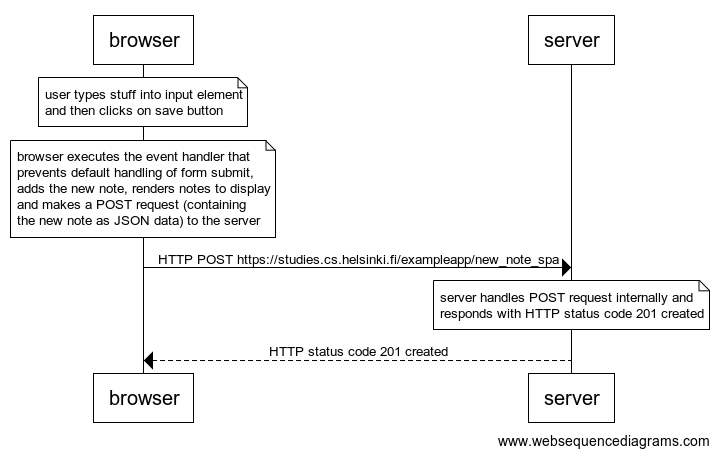 browser
server
user types stuff into input element
and then clicks on save button
browser executes the event handler that
prevents default handling of form submit,
adds the new note, renders notes to display
and makes a POST request (containing
the new note as JSON data) to the server
HTTP POST https://studies.cs.helsinki.fi/exampleapp/new_note_spa
server handles POST request internally and
responds with HTTP status code 201 created
HTTP status code 201 created
browser
server
www.websequencediagrams.com